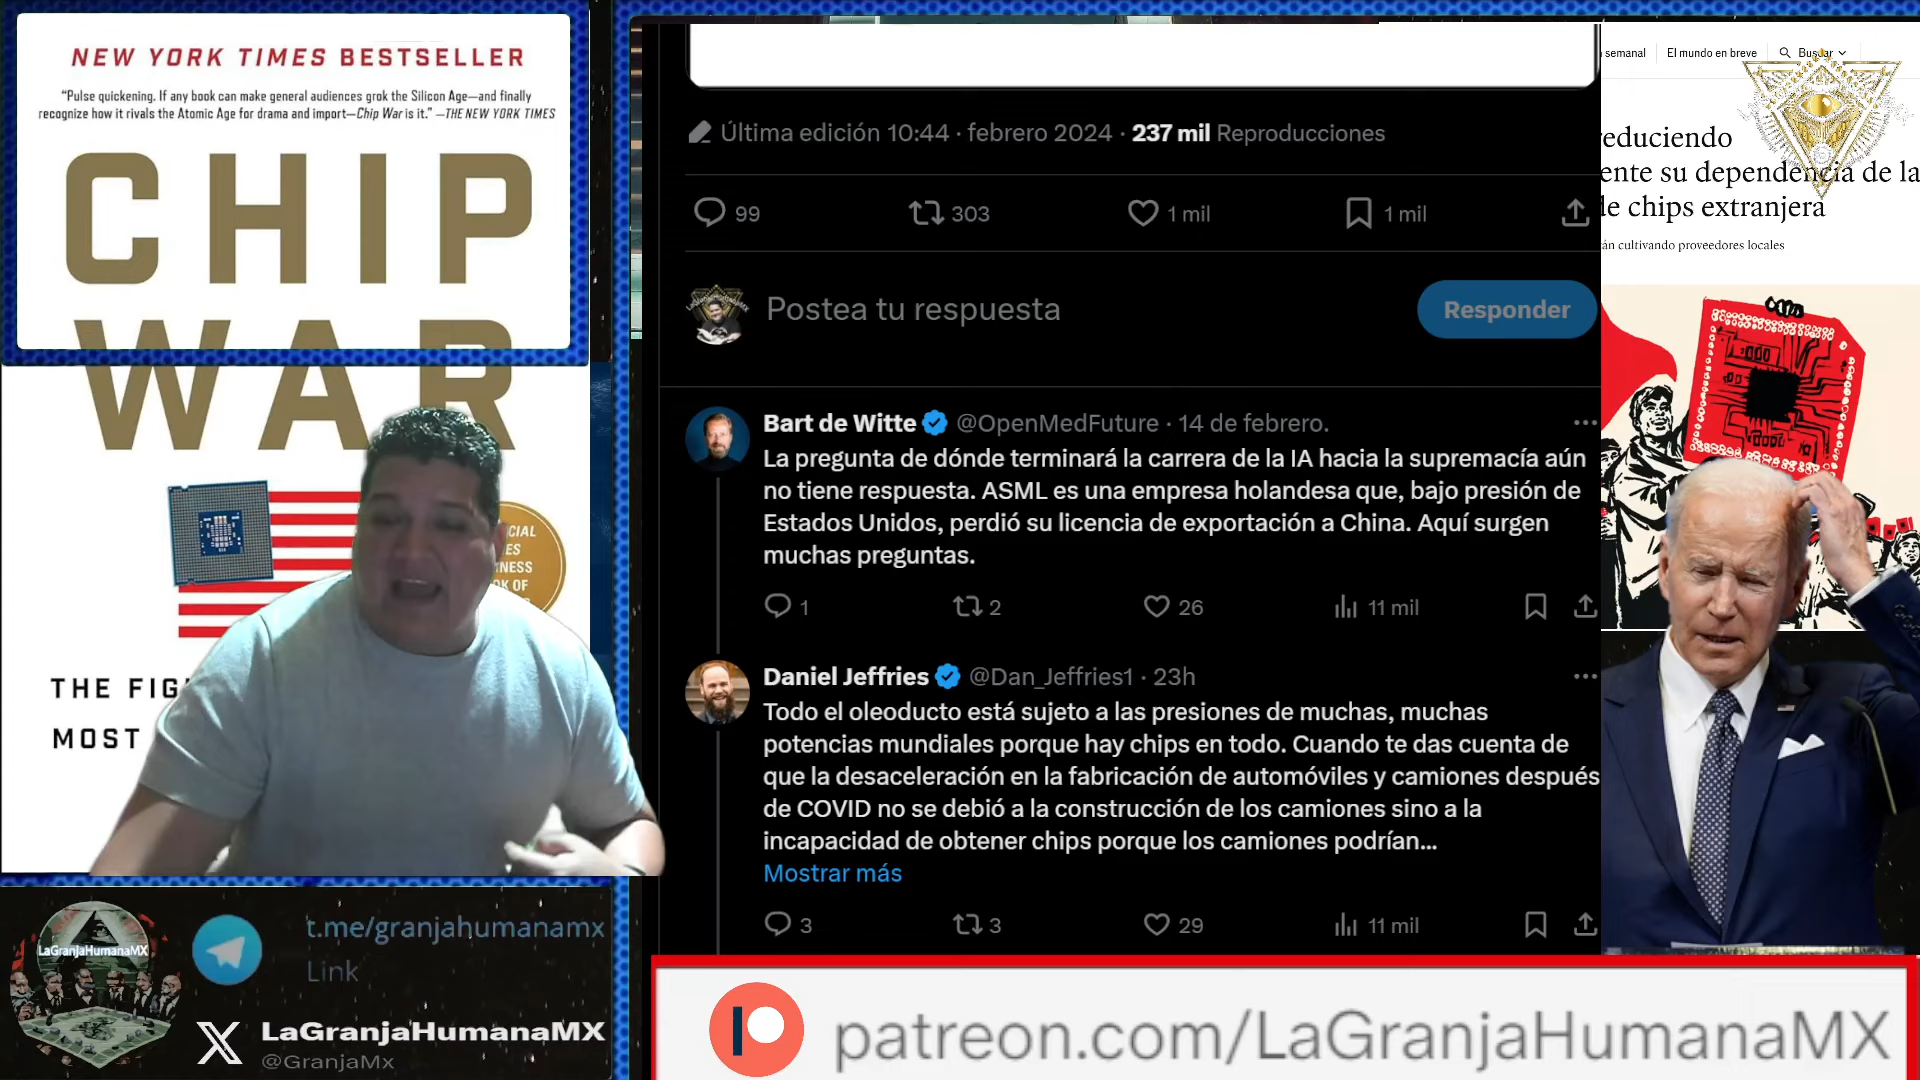 NEW YORK TIMES BESTSELLER
“Pulse quickening. If any book can make general audiences grok the Silicon Age—and finally
recognize how it rivals the Atomic Age for drama and import—Chip War is it.” —THE NEW YORK TIMES
CHIP
WAR
CIAL
ES
NESS
OK OF
THE FIG
MOST
LaGranjaHumanaMX
t.me/granjahumanamx
Link
LaGranjaHumanaMX
@GranjaMx
Última edición 10:44 · febrero 2024 · 237 mil Reproducciones
99 303 1 mil 1 mil
Postea tu respuesta
Responder
Bart de Witte @OpenMedFuture · 14 de febrero.
La pregunta de dónde terminará la carrera de la IA hacia la supremacía aún
no tiene respuesta. ASML es una empresa holandesa que, bajo presión de
Estados Unidos, perdió su licencia de exportación a China. Aquí surgen
muchas preguntas.
1 2 26 11 mil
Daniel Jeffries @Dan_Jeffries1 · 23h
Todo el oleoducto está sujeto a las presiones de muchas, muchas
potencias mundiales porque hay chips en todo. Cuando te das cuenta de
que la desaceleración en la fabricación de automóviles y camiones después
de COVID no se debió a la construcción de los camiones sino a la
incapacidad de obtener chips porque los camiones podrían...
Mostrar más
3 3 29 11 mil
semanal El mundo en breve Buscar
reduciendo
ente su dependencia de la
de chips extranjera
án cultivando proveedores locales
patreon.com/LaGranjaHumanaMX